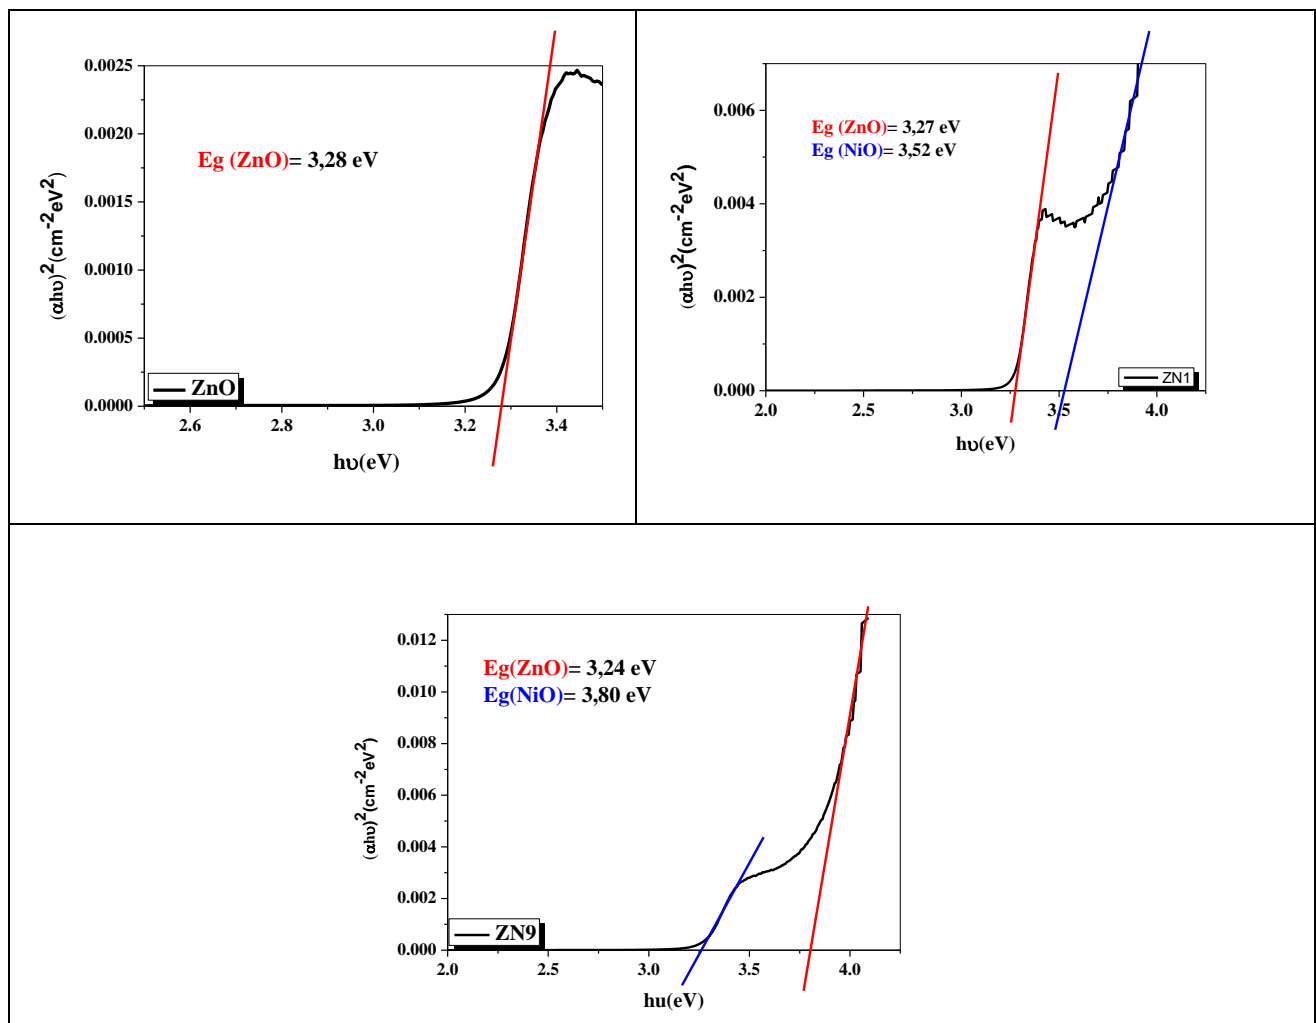 0.0025
0.0020
0.0015
0.0010
0.0005
0.0000
(αhυ)²(cm⁻²eV²)
Eg (ZnO)= 3,28 eV
ZnO
2.6 2.8 3.0 3.2 3.4
hυ(eV)
0.006
0.004
0.002
0.000
(αhυ)²(cm⁻²eV²)
Eg (ZnO)= 3,27 eV
Eg (NiO)= 3,52 eV
ZN1
2.0 2.5 3.0 3.5 4.0
hυ(eV)
0.012
0.010
0.008
0.006
0.004
0.002
0.000
(αhυ)²(cm⁻²eV²)
Eg(ZnO)= 3,24 eV
Eg(NiO)= 3,80 eV
ZN9
2.0 2.5 3.0 3.5 4.0
hu(eV)